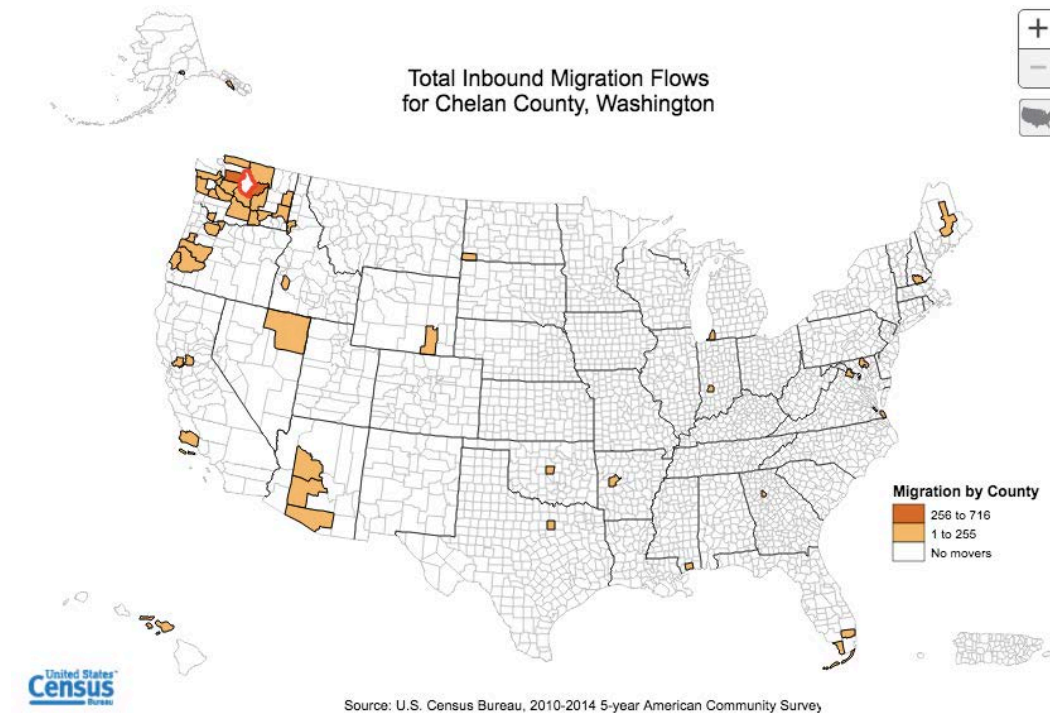 +
−
Total Inbound Migration Flows
for Chelan County, Washington
Migration by County
256 to 716
1 to 255
No movers
United States™
Census
Bureau
Source: U.S. Census Bureau, 2010-2014 5-year American Community Survey